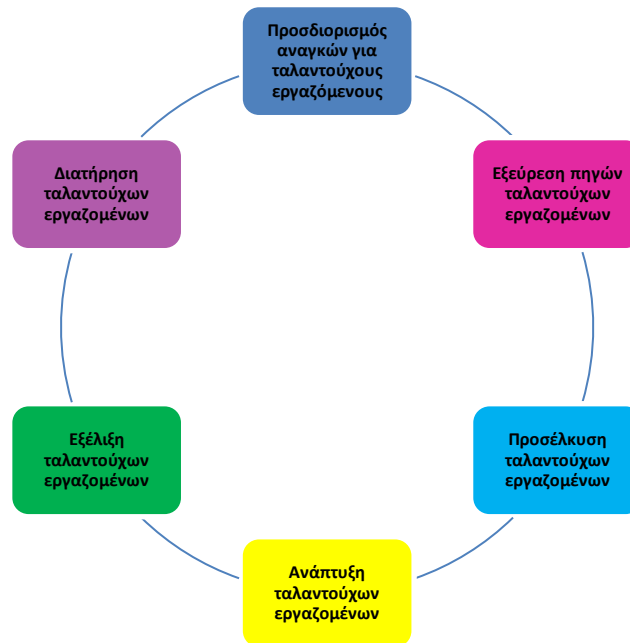 Προσδιορισμός
αναγκών για
ταλαντούχους
εργαζόμενους
Εξεύρεση πηγών
ταλαντούχων
εργαζομένων
Προσέλκυση
ταλαντούχων
εργαζομένων
Ανάπτυξη
ταλαντούχων
εργαζομένων
Εξέλιξη
ταλαντούχων
εργαζομένων
Διατήρηση
ταλαντούχων
εργαζομένων